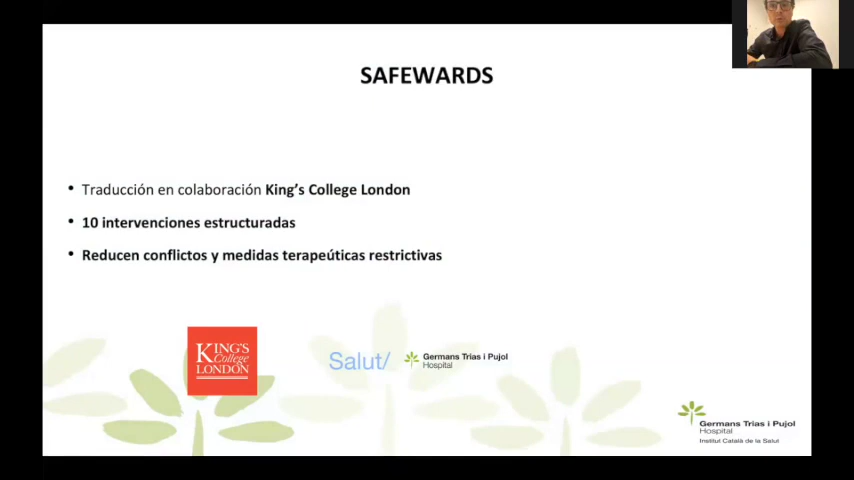 SAFEWARDS
• Traducción en colaboración King's College London
• 10 intervenciones estructuradas
• Reducen conflictos y medidas terapeúticas restrictivas
KING'S
College
LONDON
Salut/
Germans Trias i Pujol
Hospital
Germans Trias i Pujol
Hospital
Institut Català de la Salut